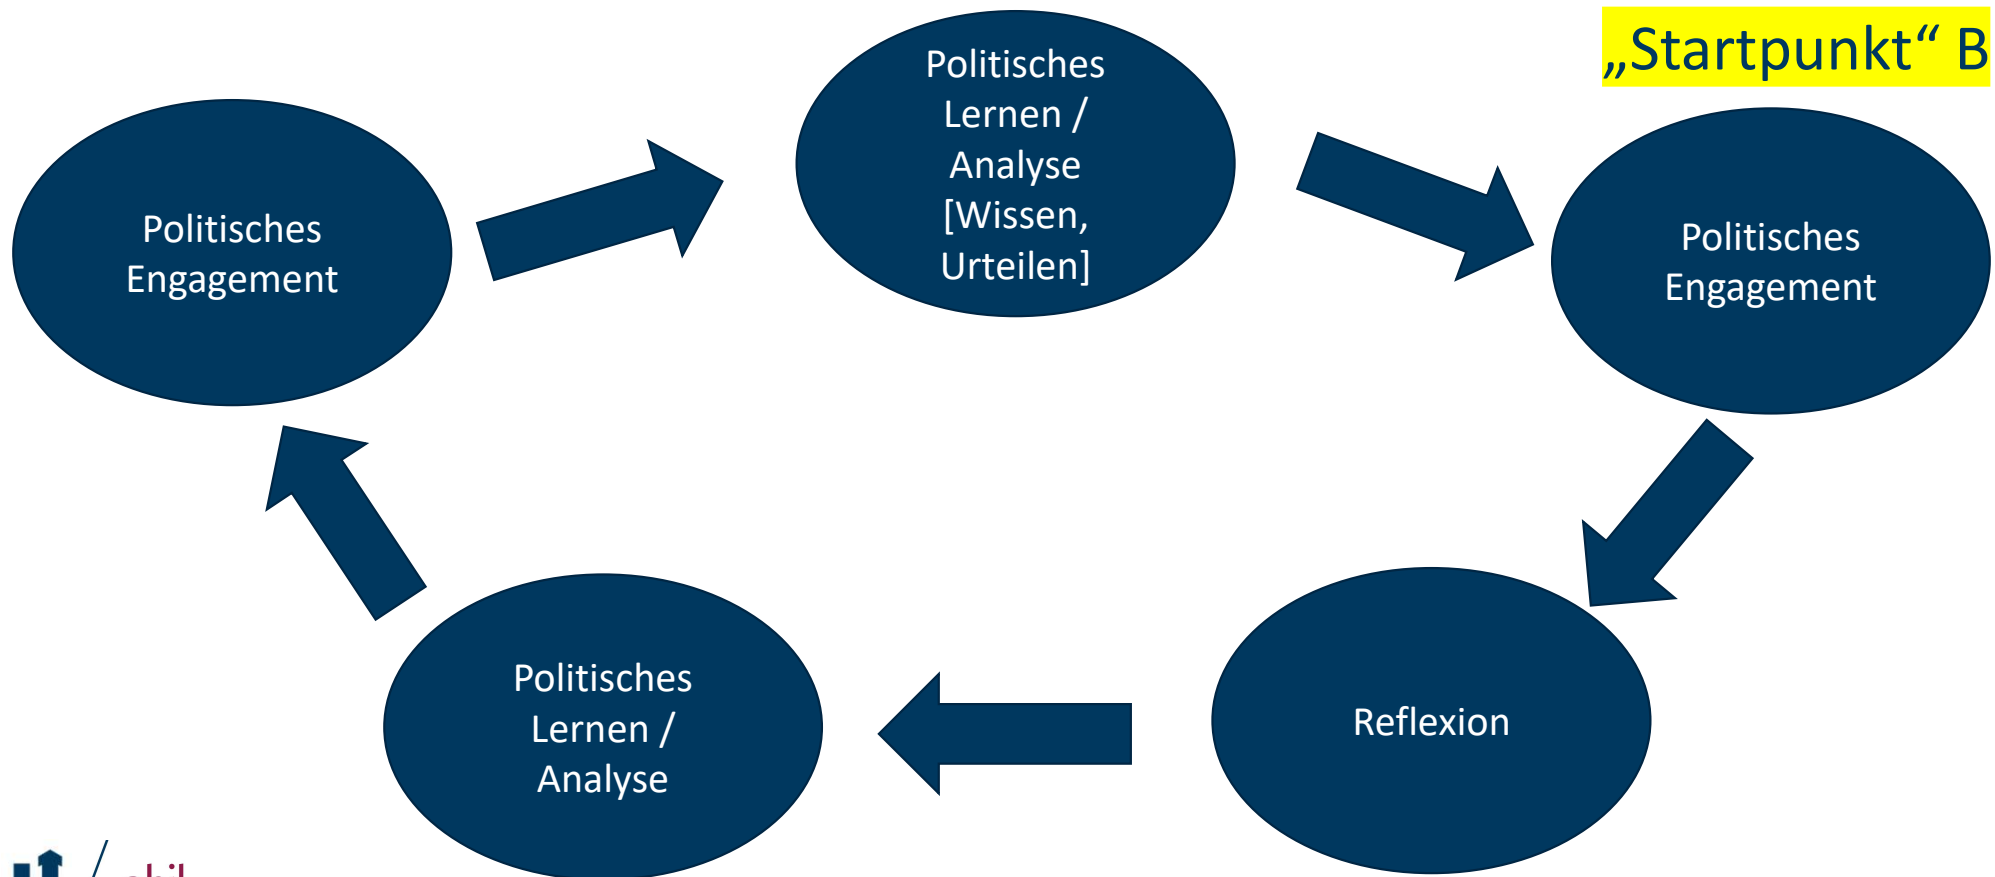 „Startpunkt“ B
Politisches
Lernen /
Analyse
[Wissen,
Urteilen]
Politisches
Engagement
Politisches
Engagement
Reflexion
Politisches
Lernen /
Analyse